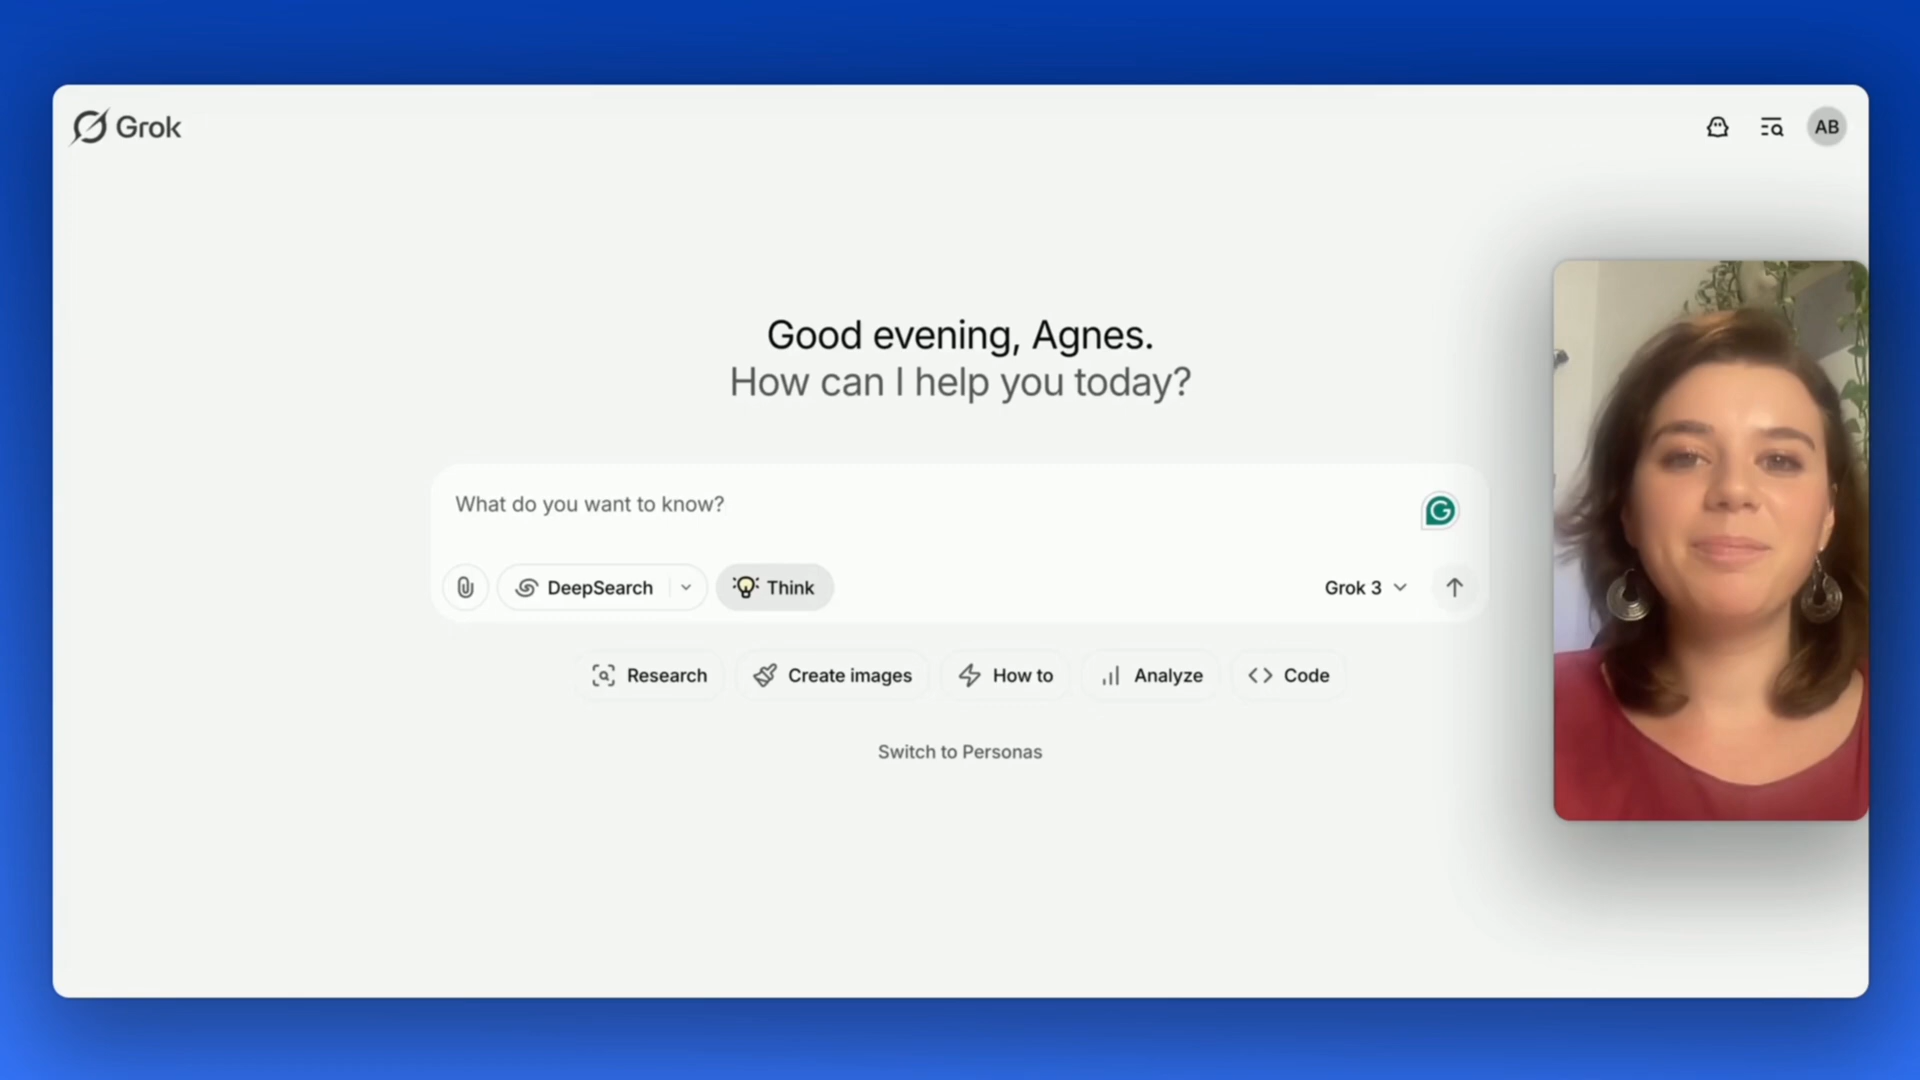 Grok
AB
Good evening, Agnes.
How can I help you today?
What do you want to know?
G
DeepSearch
Think
Grok 3
Research
Create images
How to
Analyze
Code
Switch to Personas